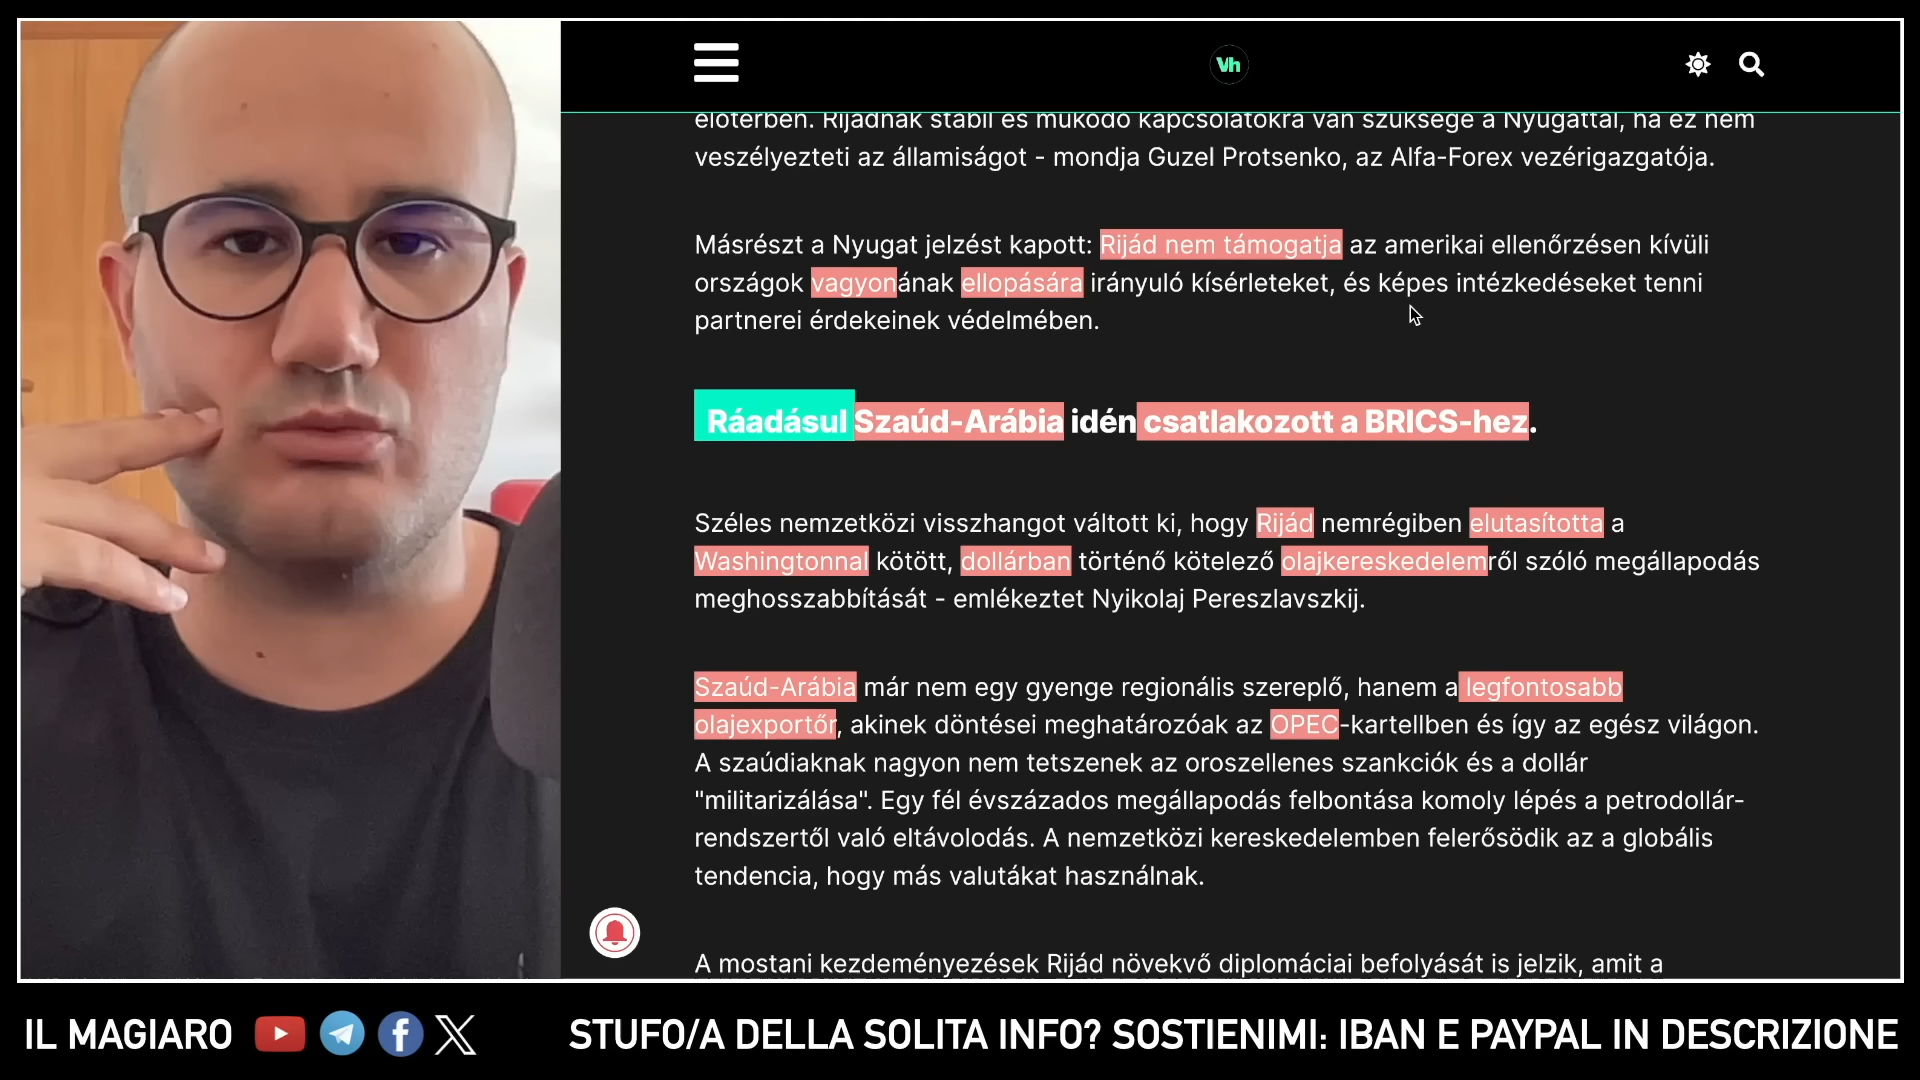 Vh
előtérben. Rijádnak stabil és működő kapcsolatokra van szüksége a Nyugattal, ha ez nem
veszélyezteti az államiságot - mondja Guzel Protsenko, az Alfa-Forex vezérigazgatója.
Másrészt a Nyugat jelzést kapott: Rijád nem támogatja az amerikai ellenőrzésen kívüli
országok vagyonának ellopására irányuló kísérleteket, és képes intézkedéseket tenni
partnerei érdekeinek védelmében.
Ráadásul Szaúd-Arábia idén csatlakozott a BRICS-hez.
Széles nemzetközi visszhangot váltott ki, hogy Rijád nemrégiben elutasította a
Washingtonnal kötött, dollárban történő kötelező olajkereskedelemről szóló megállapodás
meghosszabbítását - emlékeztet Nyikolaj Pereszlavszkij.
Szaúd-Arábia már nem egy gyenge regionális szereplő, hanem a legfontosabb
olajexportőr, akinek döntései meghatározóak az OPEC-kartellben és így az egész világon.
A szaúdiaknak nagyon nem tetszenek az oroszellenes szankciók és a dollár
"militarizálása". Egy fél évszázados megállapodás felbontása komoly lépés a petrodollár-
rendszertől való eltávolodás. A nemzetközi kereskedelemben felerősödik az a globális
tendencia, hogy más valutákat használnak.
A mostani kezdeményezések Rijád növekvő diplomáciai befolyását is jelzik, amit a
IL MAGIARO
STUFO/A DELLA SOLITA INFO? SOSTIENIMI: IBAN E PAYPAL IN DESCRIZIONE